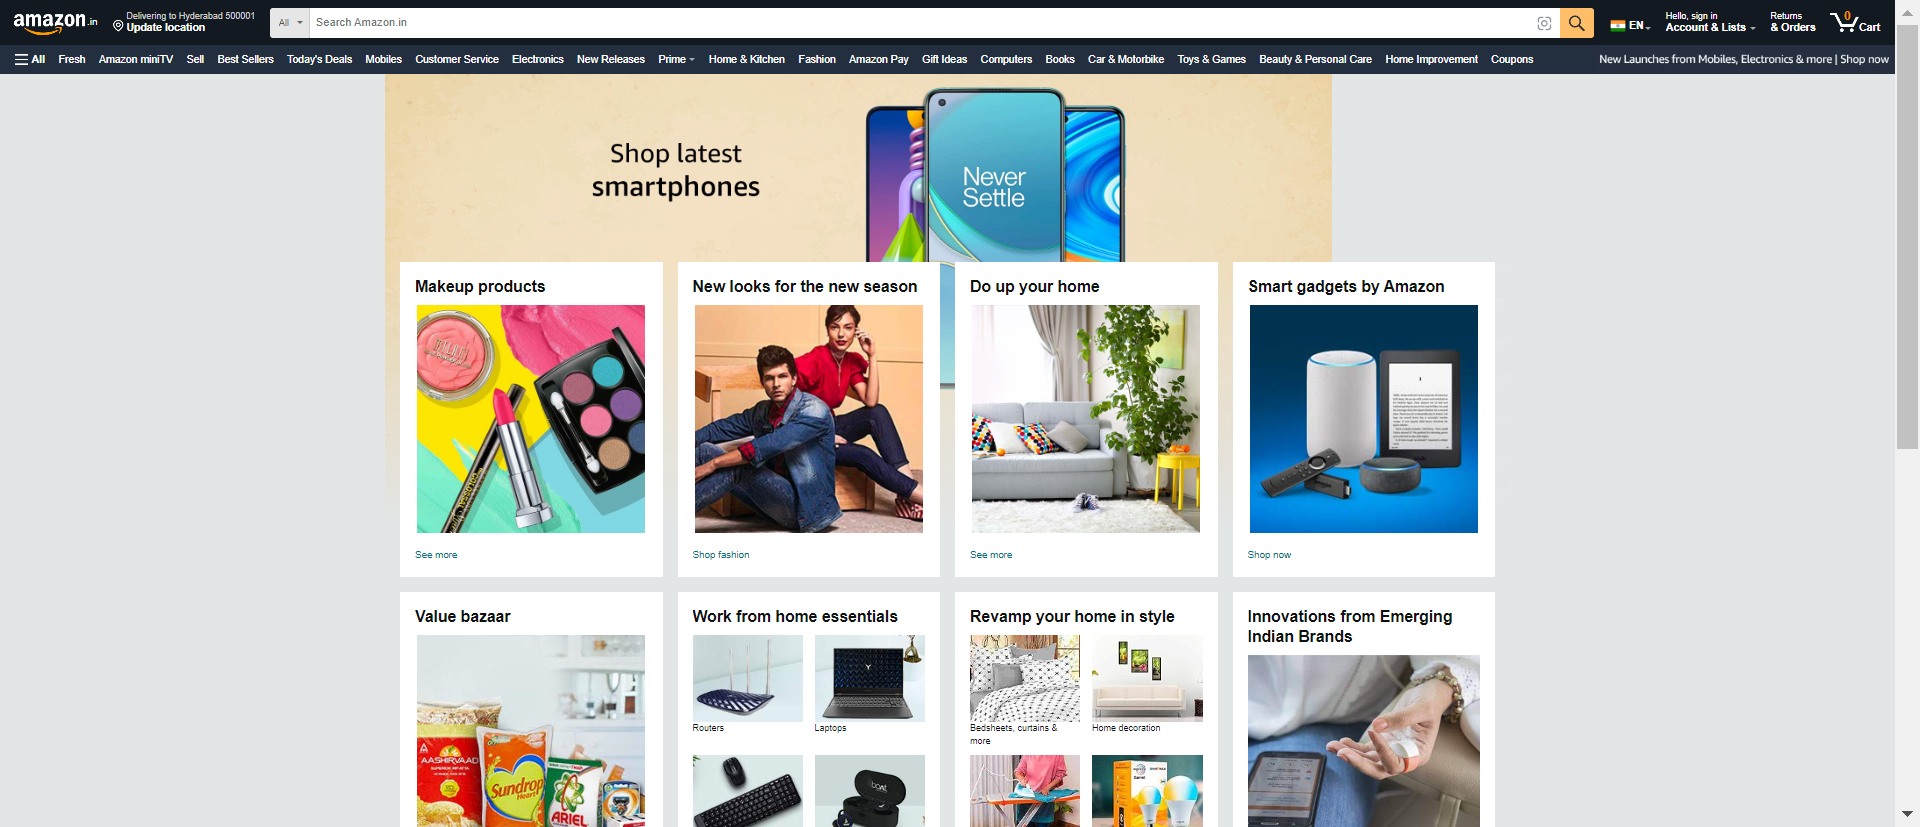 amazon.in
Delivering to Hyderabad 500001
Update location
All
Search Amazon.in
EN
Hello, sign in
Account & Lists
Returns
& Orders
0
Cart
All
Fresh
Amazon miniTV
Sell
Best Sellers
Today's Deals
Mobiles
Customer Service
Electronics
New Releases
Prime
Home & Kitchen
Fashion
Amazon Pay
Gift Ideas
Computers
Books
Car & Motorbike
Toys & Games
Beauty & Personal Care
Home Improvement
Coupons
New Launches from Mobiles, Electronics & more | Shop now
Shop latest
smartphones
Never
Settle
Makeup products
See more
New looks for the new season
Shop fashion
Do up your home
See more
Smart gadgets by Amazon
Shop now
Value bazaar
AASHIRVAAD
Sundrop
Heart
ARIEL
Work from home essentials
Routers
Laptops
boAt
Revamp your home in style
Bedsheets, curtains &
more
Home decoration
Innovations from Emerging
Indian Brands